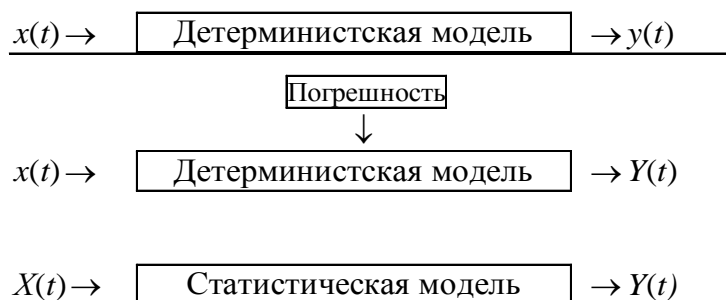 x(t) → Детерминистская модель → y(t)
Погрешность
↓
x(t) → Детерминистская модель → Y(t)
X(t) → Статистическая модель → Y(t)